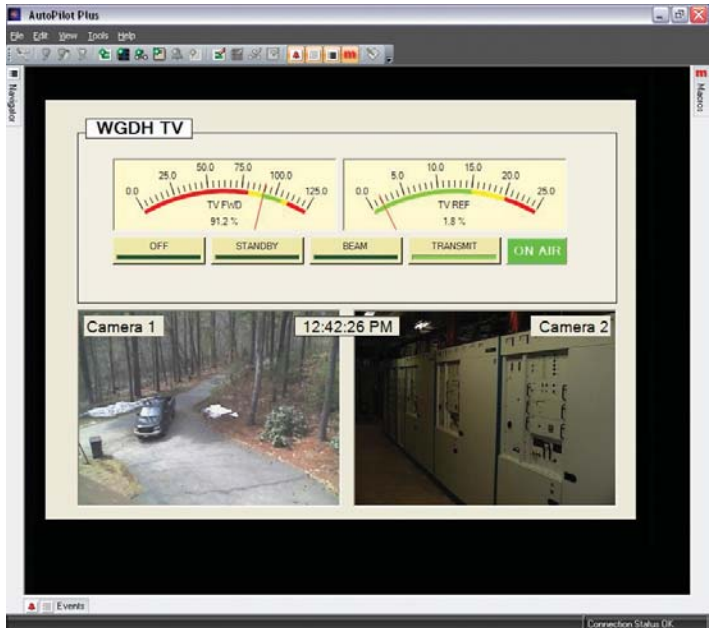 AutoPilot Plus
File Edit View Tools Help
Navigator
m
Macros
WGDH TV
0.0 25.0 50.0 75.0 100.0 125.0
TV FWD
91.2 %
0.0 5.0 10.0 15.0 20.0 25.0
TV REF
1.8 %
OFF STANDBY BEAM TRANSMIT ON AIR
Camera 1 12:42:26 PM Camera 2
Events
Connection Status OK